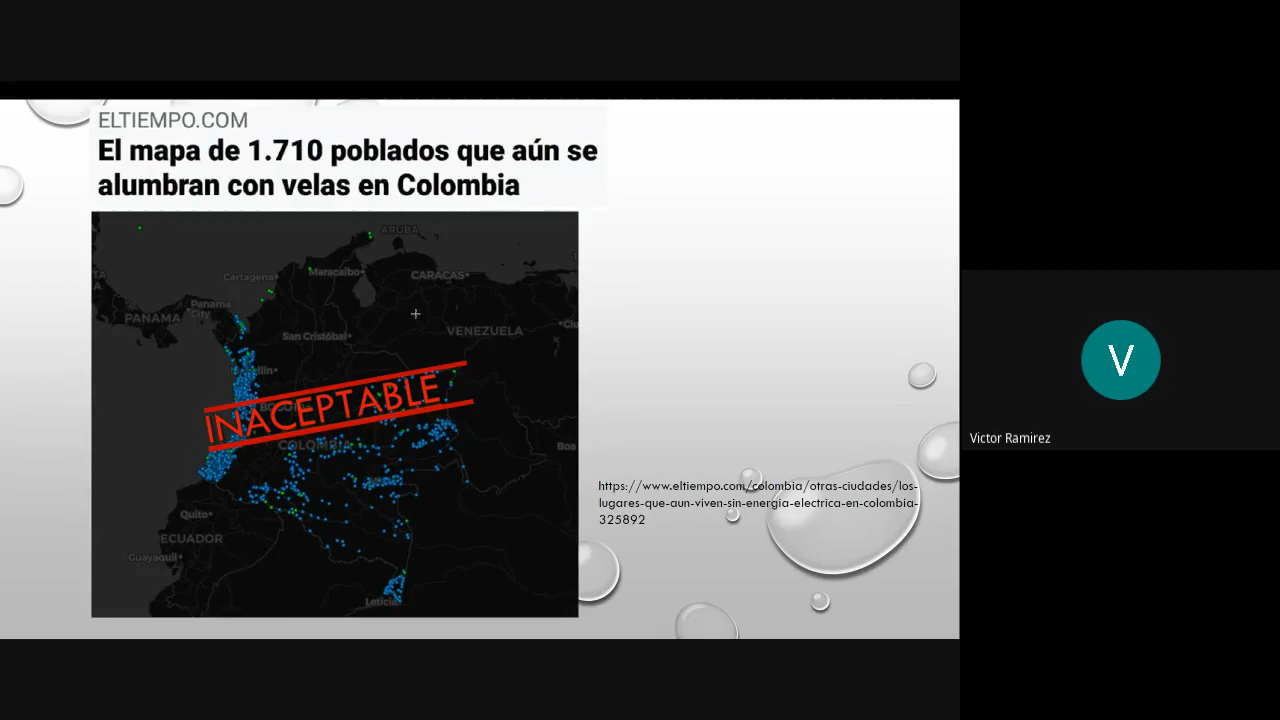 ELTIEMPO.COM
El mapa de 1.710 poblados que aún se
alumbran con velas en Colombia
ARUBA
Cartagena
Maracaibo
CARACAS
Panama
City
PANAMA
San Cristóbal
VENEZUELA
INACEPTABLE
COLOMBIA
Boa
Quito
ECUADOR
Guayaquil
Leticia
https://www.eltiempo.com/colombia/otras-ciudades/los-
lugares-que-aun-viven-sin-energia-electrica-en-colombia-
325892
V
Victor Ramirez